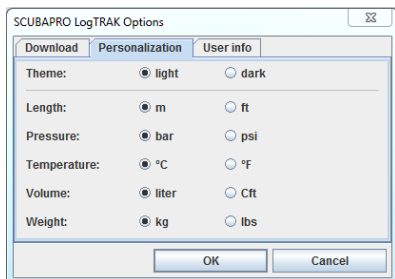 SCUBAPRO LogTRAK Options
Download Personalization User info
Theme: light dark
Length: m ft
Pressure: bar psi
Temperature: °C °F
Volume: liter Cft
Weight: kg lbs
OK Cancel